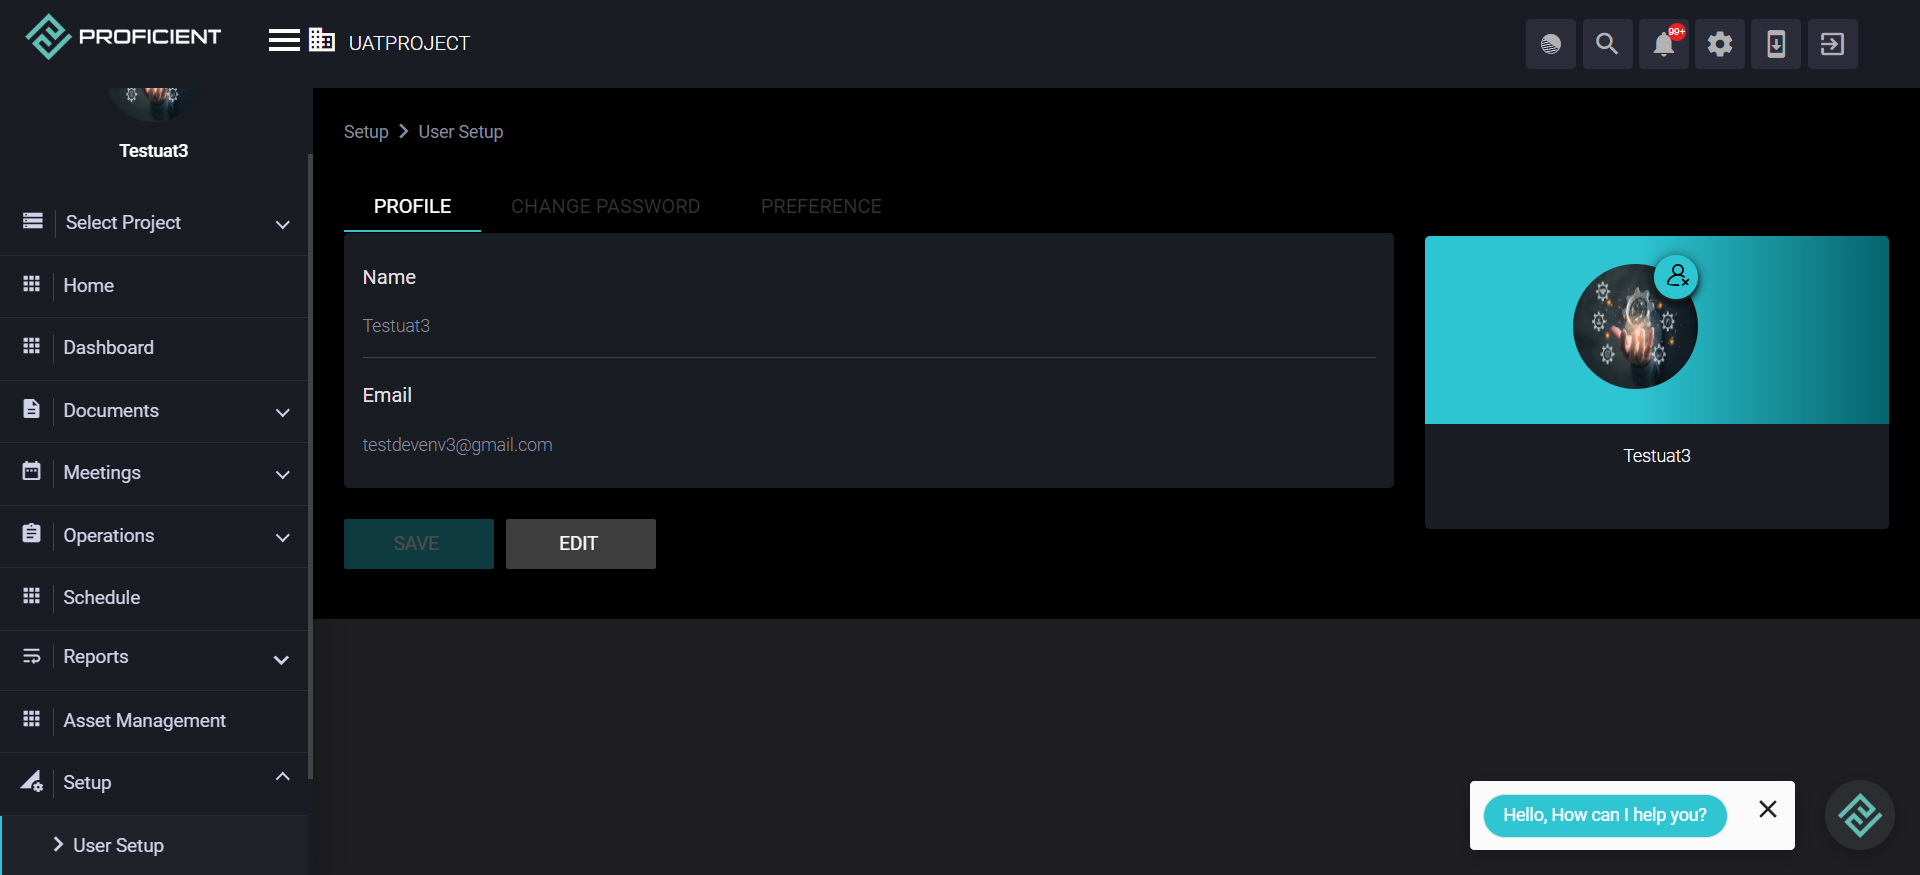 PROFICIENT
UATPROJECT
99+
Testuat3
Select Project
Home
Dashboard
Documents
Meetings
Operations
Schedule
Reports
Asset Management
Setup
User Setup
Setup > User Setup
PROFILE CHANGE PASSWORD PREFERENCE
Name
Testuat3
Email
testdevenv3@gmail.com
SAVE EDIT
Testuat3
Hello, How can I help you?